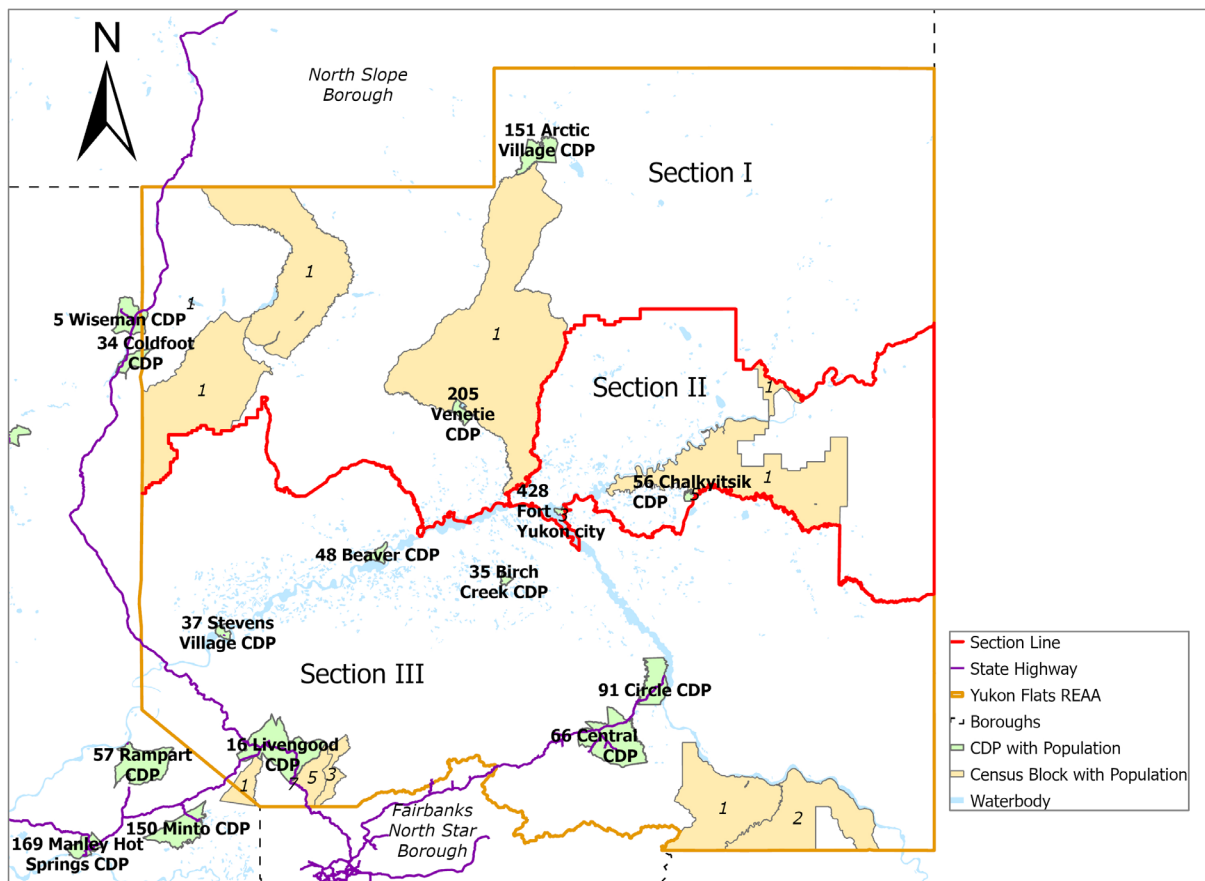 N
North Slope
Borough
151 Arctic
Village CDP
Section I
1
1
5 Wiseman CDP
34 Coldfoot
CDP
1
1
205
Venetie
CDP
Section II
1
56 Chalkyitsik
CDP
5
1
428
Fort
Yukon city
3
48 Beaver CDP
35 Birch
Creek CDP
37 Stevens
Village CDP
Section III
91 Circle CDP
66 Central
CDP
16 Livengood
CDP
57 Rampart
CDP
1
7
5
3
150 Minto CDP
169 Manley Hot
Springs CDP
Fairbanks
North Star
Borough
1
2
Section Line
State Highway
Yukon Flats REAA
Boroughs
CDP with Population
Census Block with Population
Waterbody